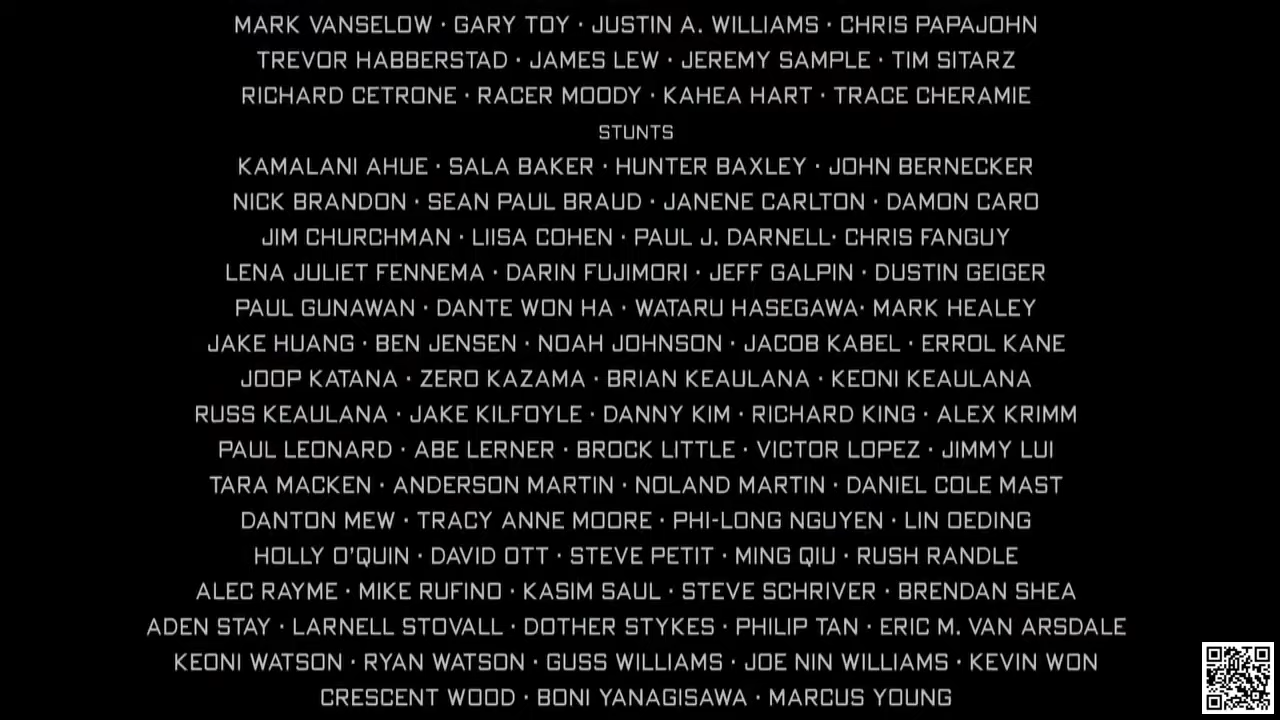 MARK VANSELOW · GARY TOY · JUSTIN A. WILLIAMS · CHRIS PAPAJOHN
TREVOR HABBERSTAD · JAMES LEW · JEREMY SAMPLE · TIM SITARZ
RICHARD CETRONE · RACER MOODY · KAHEA HART · TRACE CHERAMIE
STUNTS
KAMALANI AHUE · SALA BAKER · HUNTER BAXLEY · JOHN BERNECKER
NICK BRANDON · SEAN PAUL BRAUD · JANENE CARLTON · DAMON CARO
JIM CHURCHMAN · LIISA COHEN · PAUL J. DARNELL· CHRIS FANGUY
LENA JULIET FENNEMA · DARIN FUJIMORI · JEFF GALPIN · DUSTIN GEIGER
PAUL GUNAWAN · DANTE WON HA · WATARU HASEGAWA· MARK HEALEY
JAKE HUANG · BEN JENSEN · NOAH JOHNSON · JACOB KABEL · ERROL KANE
JOOP KATANA · ZERO KAZAMA · BRIAN KEAULANA · KEONI KEAULANA
RUSS KEAULANA · JAKE KILFOYLE · DANNY KIM · RICHARD KING · ALEX KRIMM
PAUL LEONARD · ABE LERNER · BROCK LITTLE · VICTOR LOPEZ · JIMMY LUI
TARA MACKEN · ANDERSON MARTIN · NOLAND MARTIN · DANIEL COLE MAST
DANTON MEW · TRACY ANNE MOORE · PHI-LONG NGUYEN · LIN OEDING
HOLLY O'QUIN · DAVID OTT · STEVE PETIT · MING QIU · RUSH RANDLE
ALEC RAYME · MIKE RUFINO · KASIM SAUL · STEVE SCHRIVER · BRENDAN SHEA
ADEN STAY · LARNELL STOVALL · DOTHER STYKES · PHILIP TAN · ERIC M. VAN ARSDALE
KEONI WATSON · RYAN WATSON · GUSS WILLIAMS · JOE NIN WILLIAMS · KEVIN WON
CRESCENT WOOD · BONI YANAGISAWA · MARCUS YOUNG